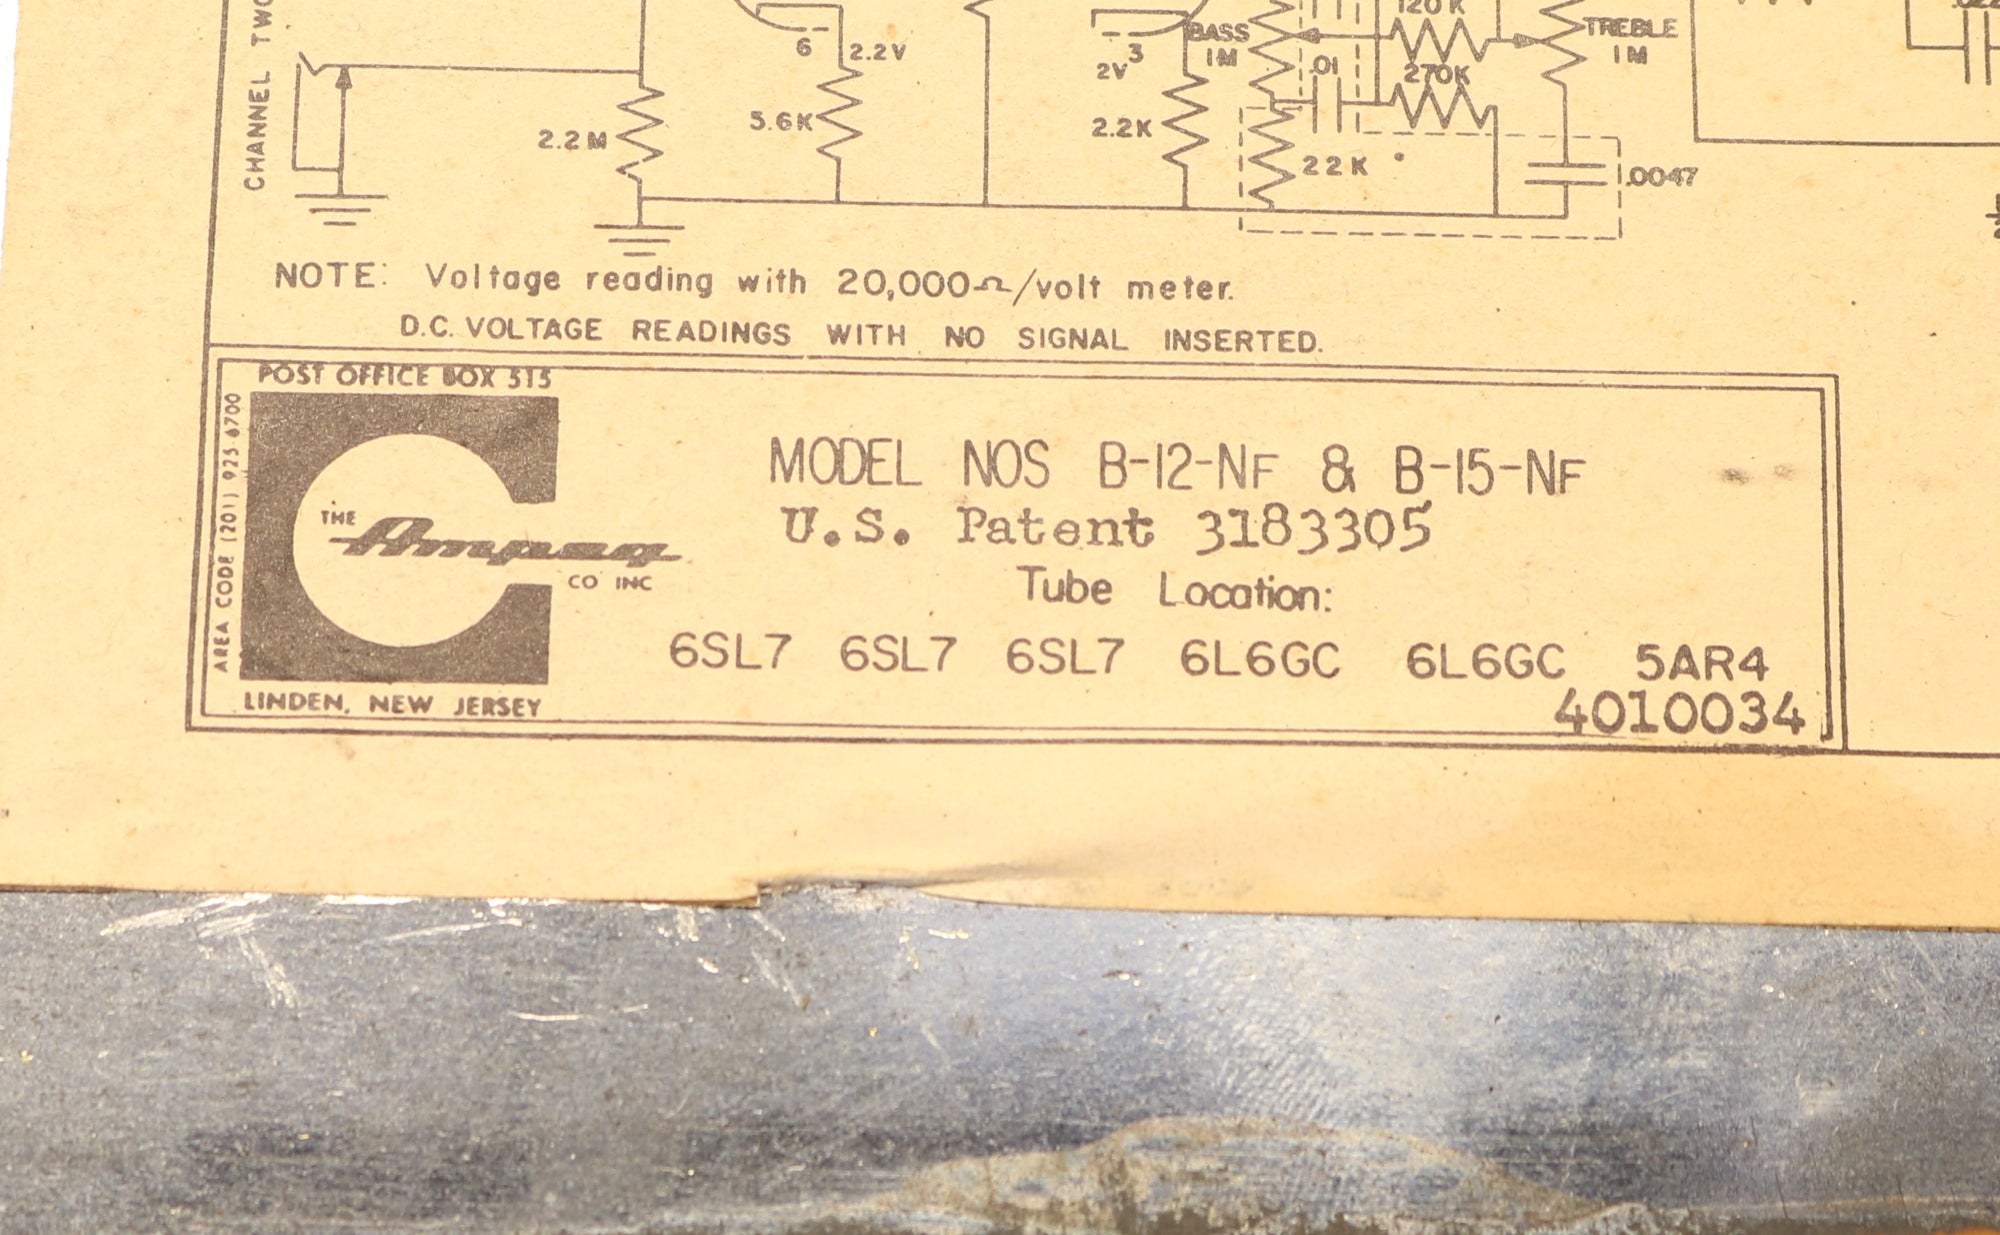 CHANNEL TWO
120K
TREBLE
1M
BASS
1M
6
2.2V
3
2V
.01
270K
5.6K
2.2M
2.2K
22K
.0047
NOTE: Voltage reading with 20,000Ω/volt meter.
D.C. VOLTAGE READINGS WITH NO SIGNAL INSERTED.
POST OFFICE BOX 515
AREA CODE (201) 925 6700
THE Ampeg
CO INC
LINDEN, NEW JERSEY
MODEL NOS B-12-NF & B-15-NF
U.S. Patent 3183305
Tube Location:
6SL7 6SL7 6SL7 6L6GC 6L6GC 5AR4
4010034